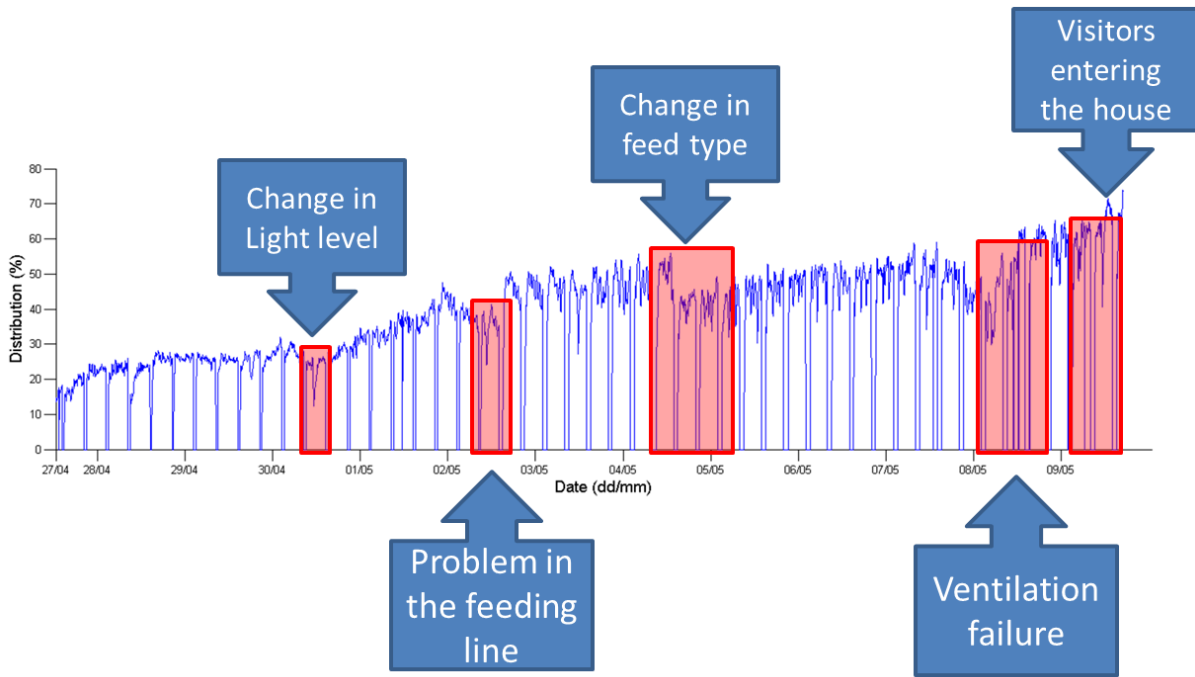 Visitors
entering
the house
Change in
feed type
Change in
Light level
Distribution (%)
80
70
60
50
40
30
20
10
0
27/04 28/04 29/04 30/04 01/05 02/05 03/05 04/05 05/05 06/05 07/05 08/05 09/05
Date (dd/mm)
Problem in
the feeding
line
Ventilation
failure